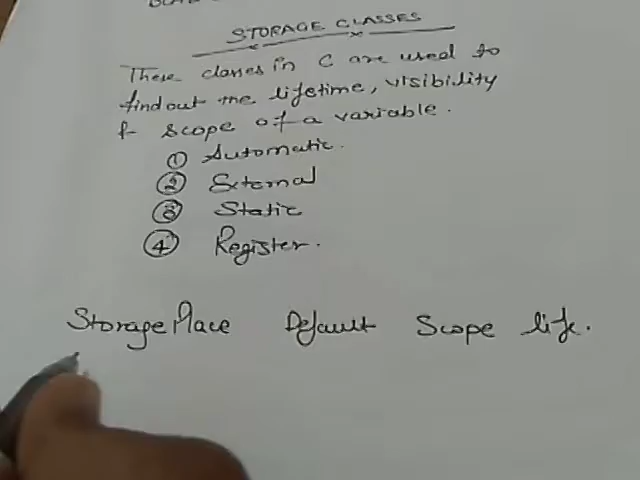 STORAGE CLASSES
These classes in C are used to
find out the lifetime, visibility
& scope of a variable.
① Automatic.
② External
③ Static
④ Register.
Storage Place Default Scope life.